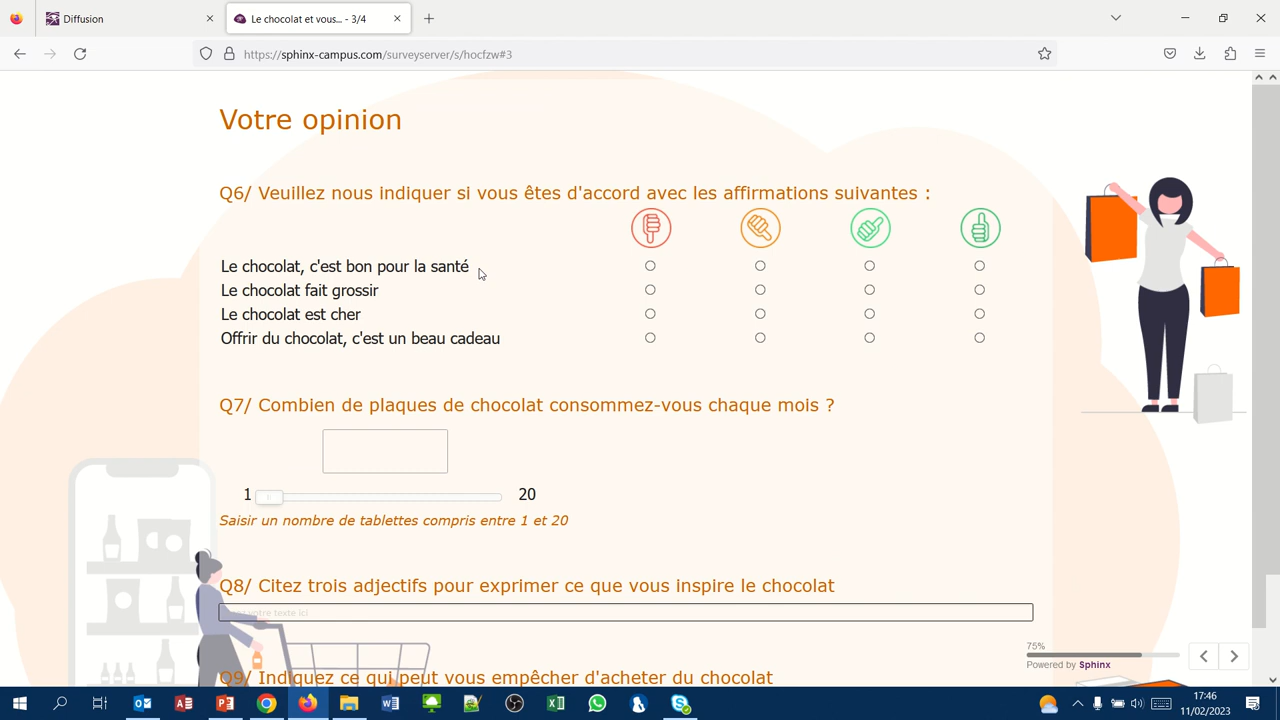 Diffusion
Le chocolat et vous... - 3/4
https://sphinx-campus.com/surveyserver/s/hocfzw#3
Votre opinion
Q6/ Veuillez nous indiquer si vous êtes d'accord avec les affirmations suivantes :
Le chocolat, c'est bon pour la santé
Le chocolat fait grossir
Le chocolat est cher
Offrir du chocolat, c'est un beau cadeau
Q7/ Combien de plaques de chocolat consommez-vous chaque mois ?
1 20
Saisir un nombre de tablettes compris entre 1 et 20
Q8/ Citez trois adjectifs pour exprimer ce que vous inspire le chocolat
votre texte ici
Q9/ Indiquez ce qui peut vous empêcher d'acheter du chocolat
75%
Powered by Sphinx
17:46
11/02/2023